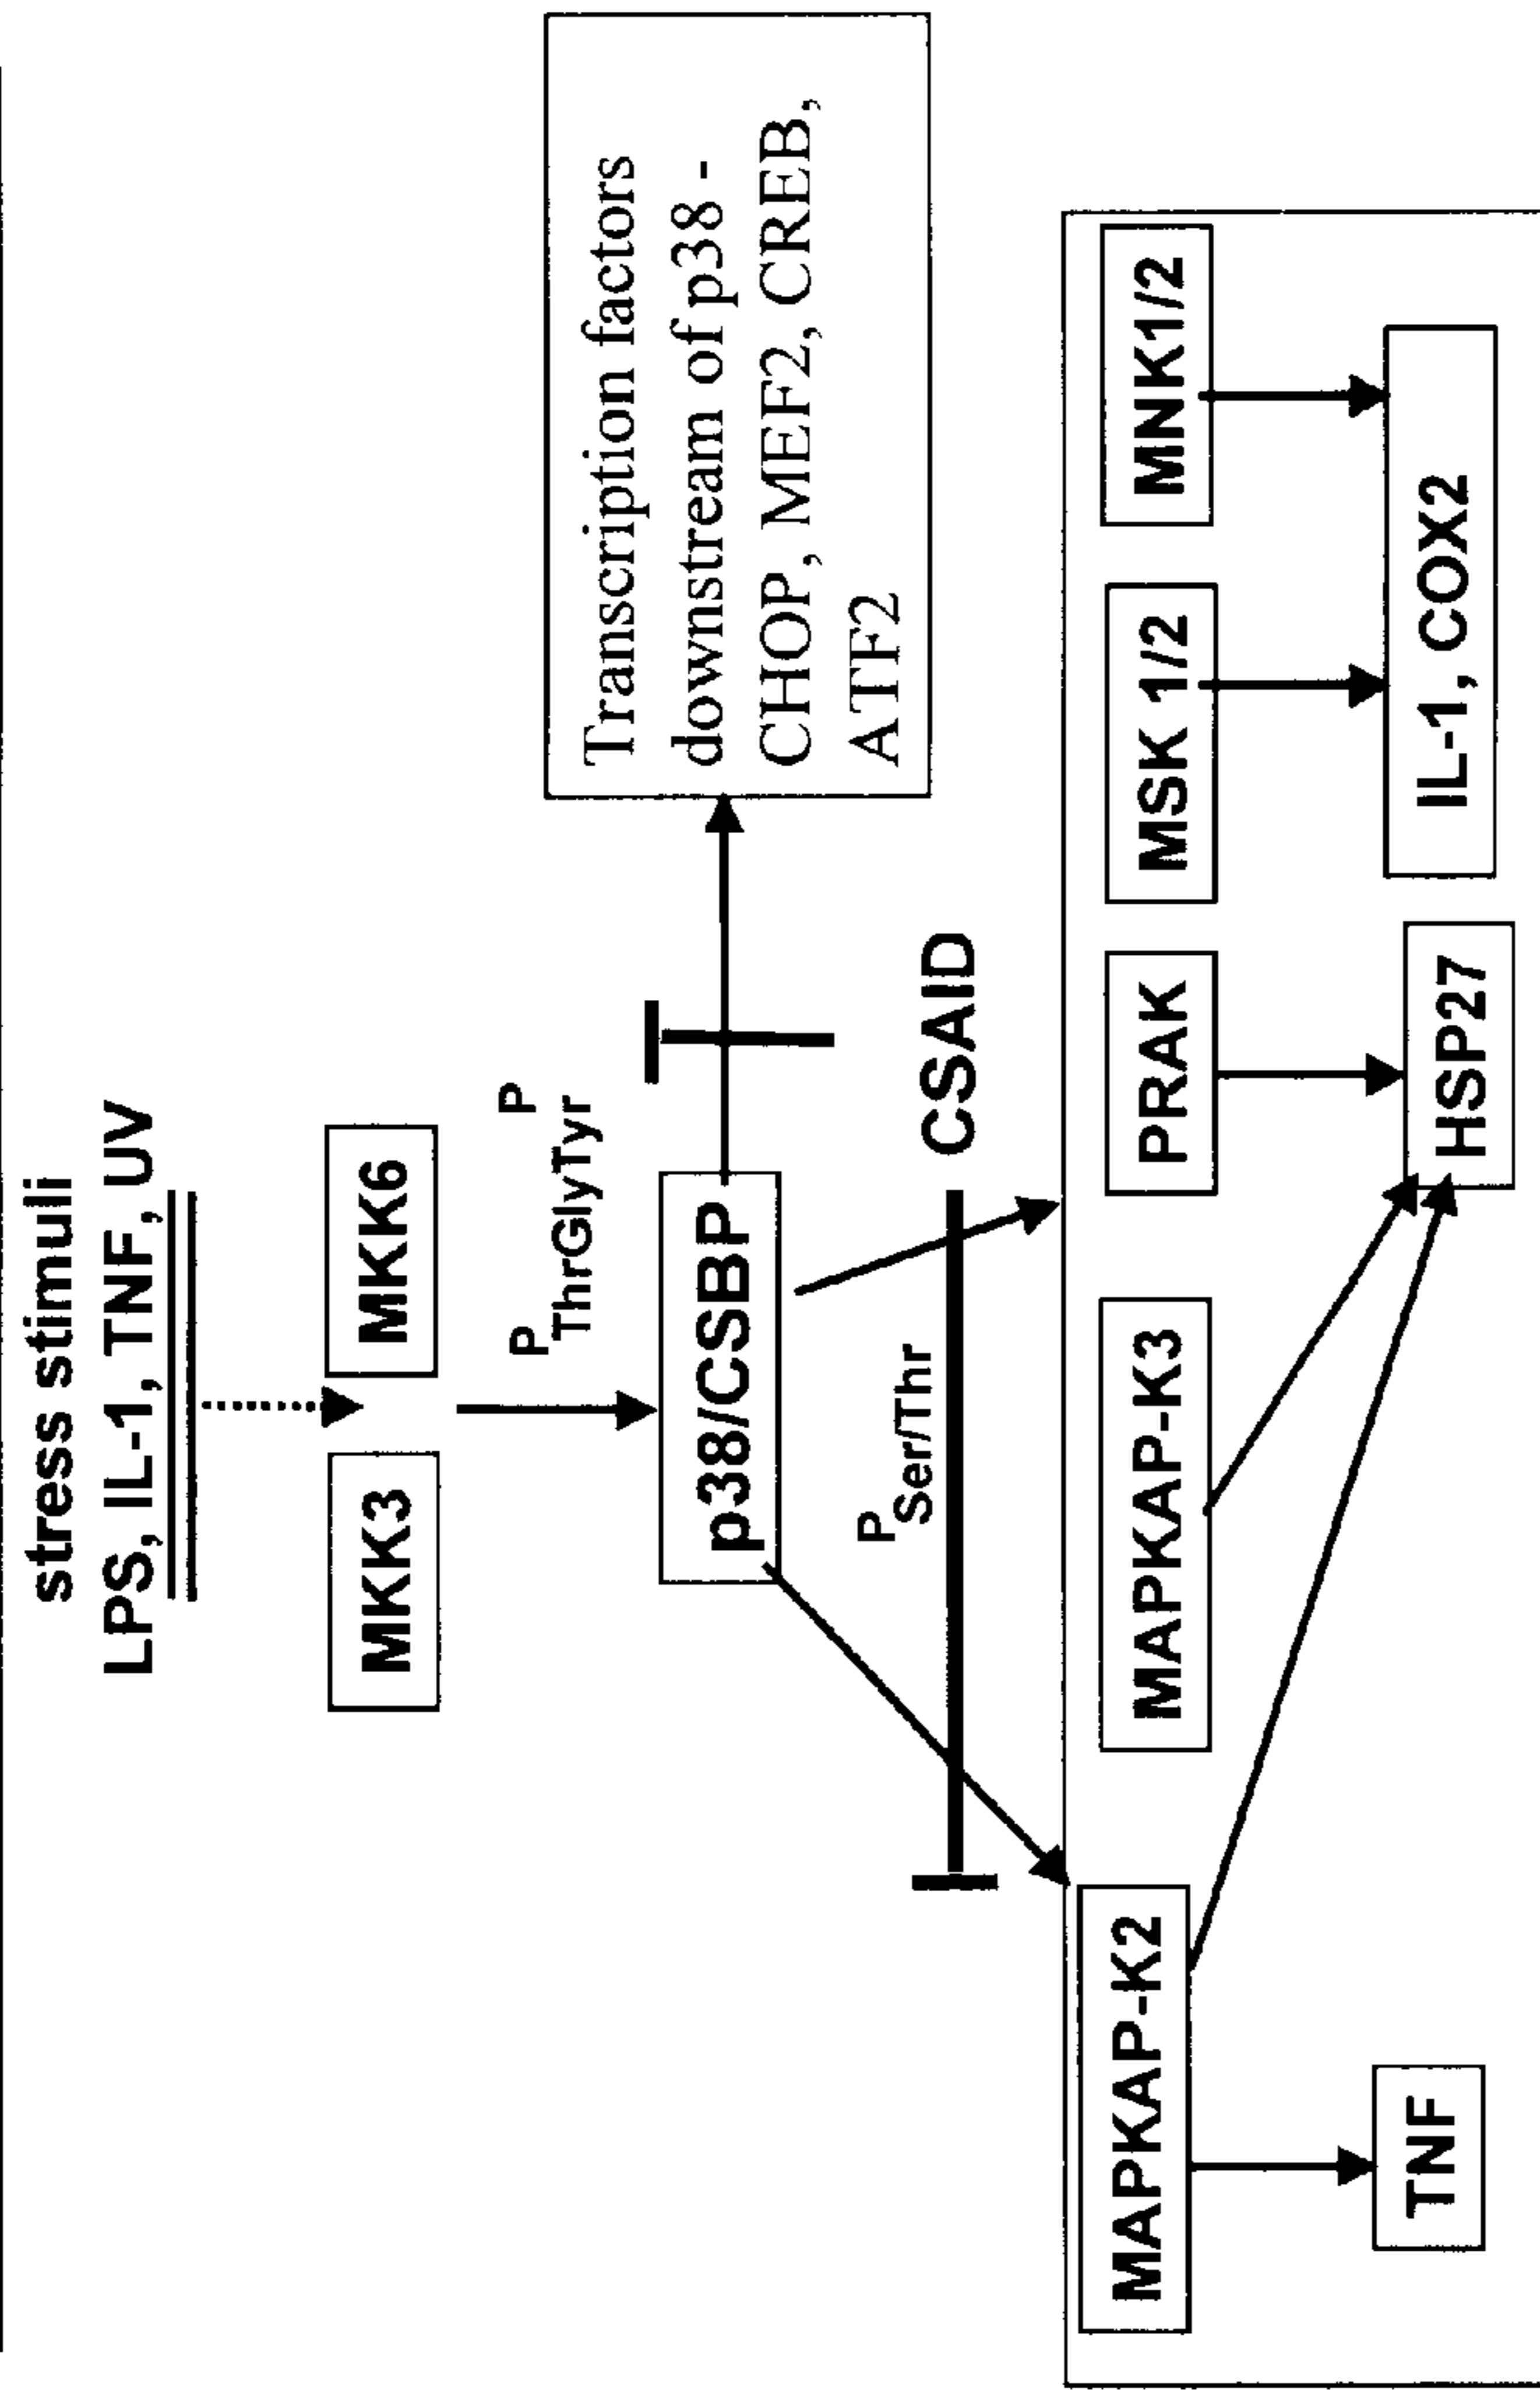 stress stimuli
LPS, IL-1, TNF, UV
MKK3
MKK6
P
P
ThrGlyTyr
p38/CSBP
Transcription factors
downstream of p38 -
CHOP, MEF2, CREB,
ATF2
P
Ser/Thr
CSAID
MAPKAP-K2
MAPKAP-K3
PRAK
MSK 1/2
MNK1/2
TNF
HSP27
IL-1, COX2